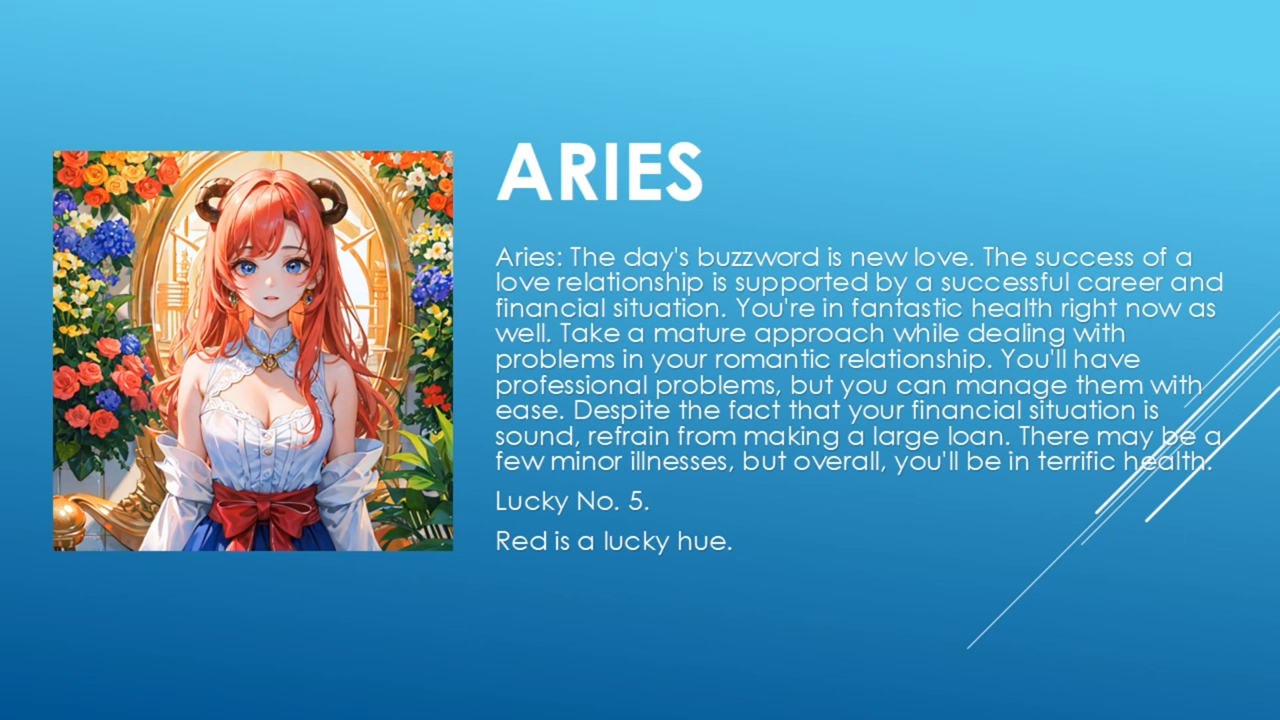 ARIES
Aries: The day's buzzword is new love. The success of a
love relationship is supported by a successful career and
financial situation. You're in fantastic health right now as
well. Take a mature approach while dealing with
problems in your romantic relationship. You'll have
professional problems, but you can manage them with
ease. Despite the fact that your financial situation is
sound, refrain from making a large loan. There may be a
few minor illnesses, but overall, you'll be in terrific health.
Lucky No. 5.
Red is a lucky hue.